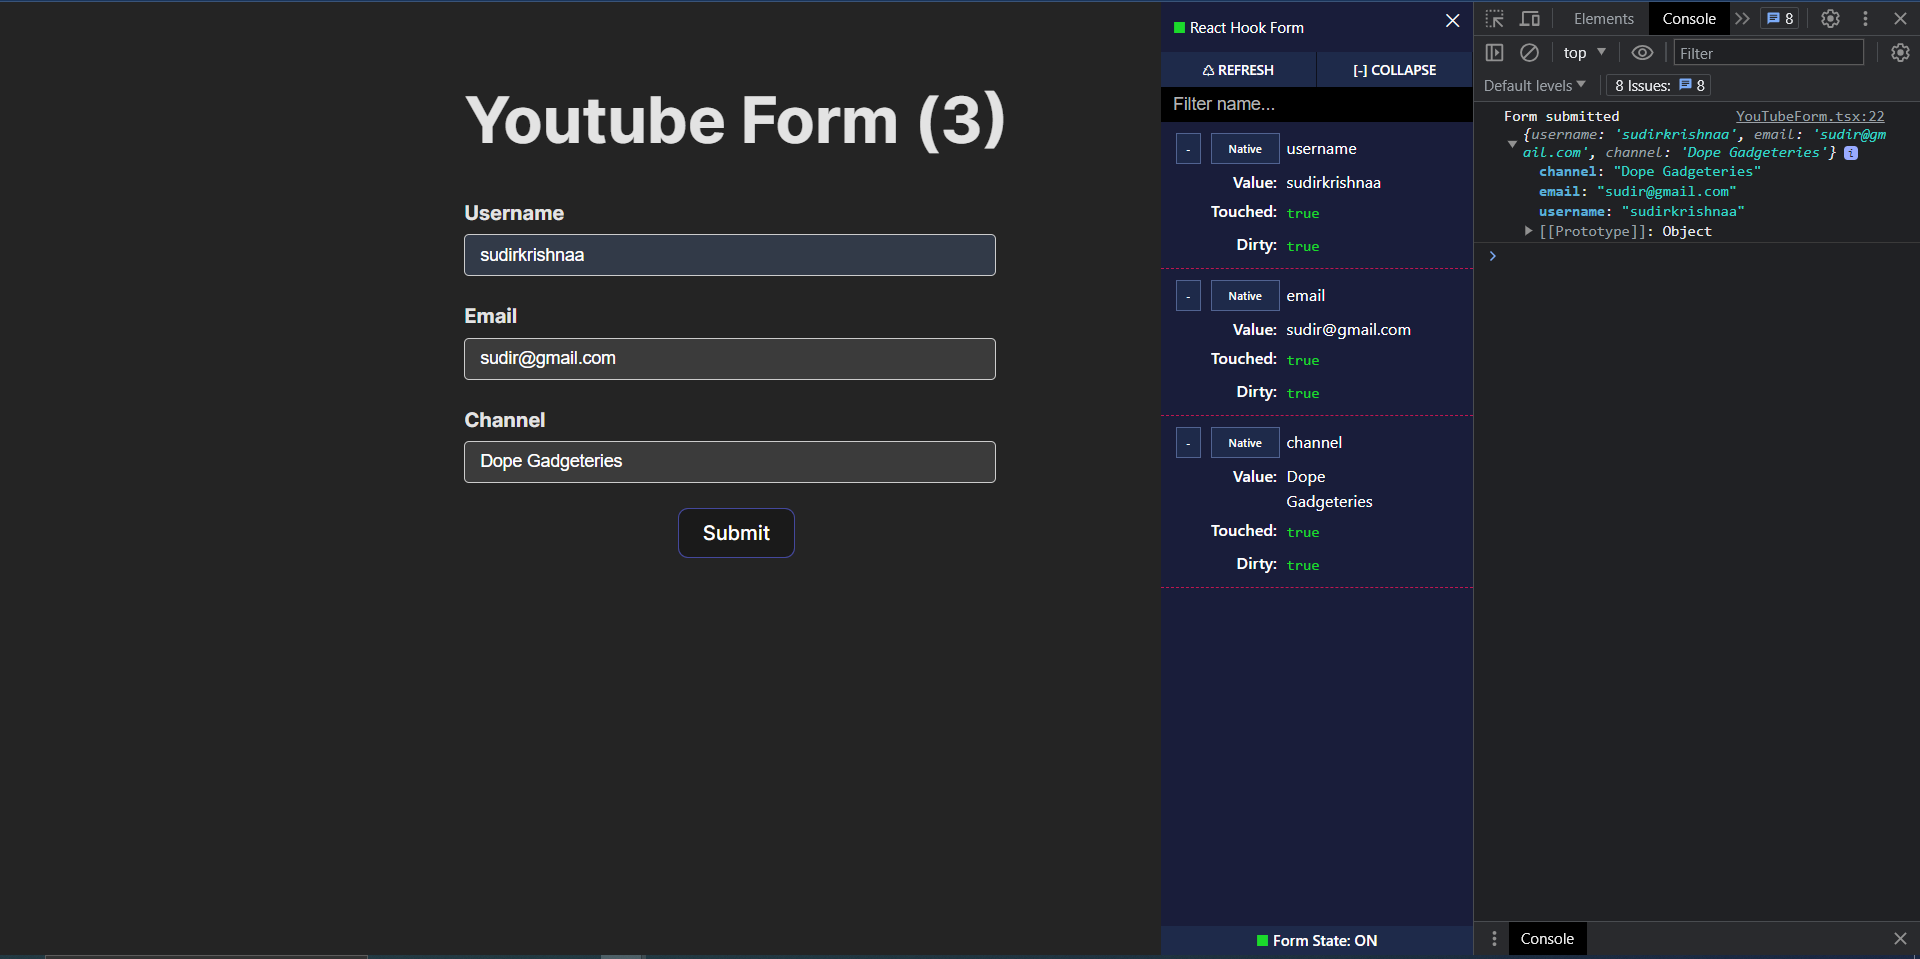 Youtube Form (3)
Username
sudirkrishnaa
Email
sudir@gmail.com
Channel
Dope Gadgeteries
Submit
React Hook Form
REFRESH
[-] COLLAPSE
Filter name...
- Native username
Value: sudirkrishnaa
Touched: true
Dirty: true
- Native email
Value: sudir@gmail.com
Touched: true
Dirty: true
- Native channel
Value: Dope
Gadgeteries
Touched: true
Dirty: true
Form State: ON
Elements Console 8
top Filter
Default levels 8 Issues: 8
Form submitted YouTubeForm.tsx:22
{username: 'sudirkrishnaa', email: 'sudir@gm
ail.com', channel: 'Dope Gadgeteries'} i
channel: "Dope Gadgeteries"
email: "sudir@gmail.com"
username: "sudirkrishnaa"
[[Prototype]]: Object
Console